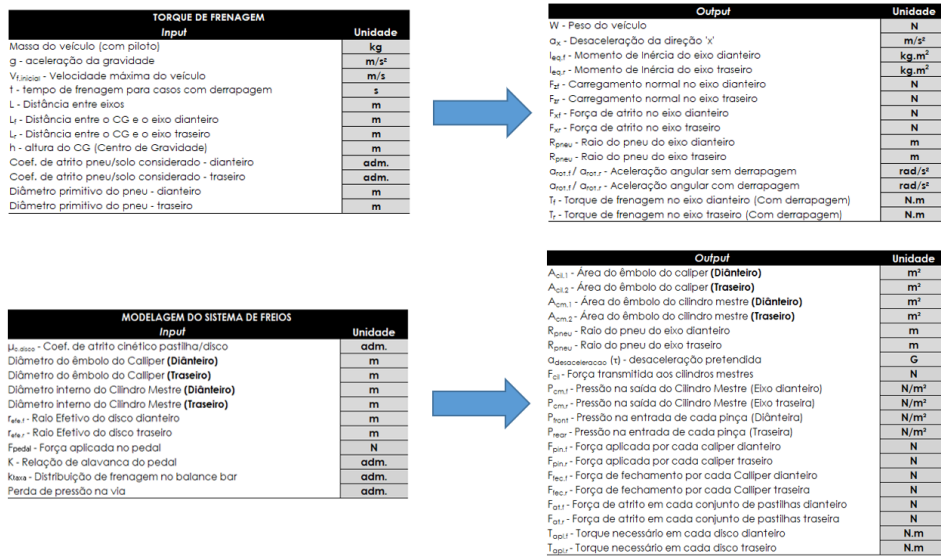 TORQUE DE FRENAGEM
Input Unidade
Massa do veículo (com piloto) kg
g - aceleração da gravidade m/s²
Vf,inicial - Velocidade máxima do veículo m/s
t - tempo de frenagem para casos com derrapagem s
L - Distância entre eixos m
Lf - Distância entre o CG e o eixo dianteiro m
Lr - Distância entre o CG e o eixo traseiro m
h - altura do CG (Centro de Gravidade) m
Coef. de atrito pneu/solo considerado - dianteiro adm.
Coef. de atrito pneu/solo considerado - traseiro adm.
Diâmetro primitivo do pneu - dianteiro m
Diâmetro primitivo do pneu - traseiro m
Output Unidade
W - Peso do veículo N
ax - Desaceleração da direção 'x' m/s²
Ieq,f - Momento de Inércia do eixo dianteiro kg.m²
Ieq,r - Momento de Inércia do eixo traseiro kg.m²
Fzf - Carregamento normal no eixo dianteiro N
Fzr - Carregamento normal no eixo traseiro N
Fxf - Força de atrito no eixo dianteiro N
Fxr - Força de atrito no eixo traseiro N
Rpneu - Raio do pneu do eixo dianteiro m
Rpneu - Raio do pneu do eixo traseiro m
αrot,f / αrot,r - Aceleração angular sem derrapagem rad/s²
αrot,f / αrot,r - Aceleração angular com derrapagem rad/s²
Tf - Torque de frenagem no eixo dianteiro (Com derrapagem) N.m
Tr - Torque de frenagem no eixo traseiro (Com derrapagem) N.m
MODELAGEM DO SISTEMA DE FREIOS
Input Unidade
μc,disco - Coef. de atrito cinético pastilha/disco adm.
Diâmetro do êmbolo do Calliper (Diânteiro) m
Diâmetro do êmbolo do Calliper (Traseiro) m
Diâmetro interno do Cilindro Mestre (Diânteiro) m
Diâmetro interno do Cilindro Mestre (Traseiro) m
refe,f - Raio Efetivo do disco dianteiro m
refe,r - Raio Efetivo do disco traseiro m
Fpedal - Força aplicada no pedal N
K - Relação de alavanca do pedal adm.
ktaxa - Distribuição de frenagem no balance bar adm.
Perda de pressão na via adm.
Output Unidade
Acil,1 - Área do êmbolo do caliper (Diânteiro) m²
Acil,2 - Área do êmbolo do caliper (Traseiro) m²
Acm,1 - Área do êmbolo do cilindro mestre (Diânteiro) m²
Acm,2 - Área do êmbolo do cilindro mestre (Traseiro) m²
Rpneu - Raio do pneu do eixo dianteiro m
Rpneu - Raio do pneu do eixo traseiro m
adesaceleracao (τ) - desaceleração pretendida G
Fcil - Força transmitida aos cilindros mestres N
Pcm,f - Pressão na saída do Cilindro Mestre (Eixo dianteiro) N/m²
Pcm,r - Pressão na saída do Cilindro Mestre (Eixo traseira) N/m²
Pfront - Pressão na entrada de cada pinça (Diânteira) N/m²
Prear - Pressão na entrada de cada pinça (Traseira) N/m²
Fpin,f - Força aplicada por cada caliper dianteiro N
Fpin,r - Força aplicada por cada caliper traseiro N
Ffec,f - Força de fechamento por cada Calliper dianteiro N
Ffec,r - Força de fechamento por cada Calliper traseira N
Fat,f - Força de atrito em cada conjunto de pastilhas dianteiro N
Fat,r - Força de atrito em cada conjunto de pastilhas traseira N
Tapl,f - Torque necessário em cada disco dianteiro N.m
Tapl,r - Torque necessário em cada disco traseiro N.m